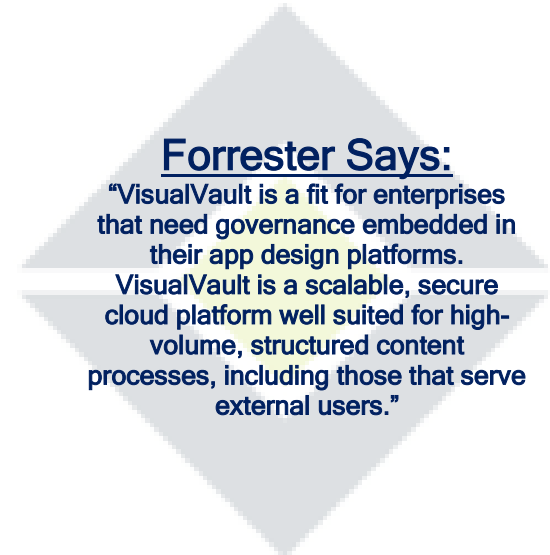 Forrester Says:
“VisualVault is a fit for enterprises
that need governance embedded in
their app design platforms.
VisualVault is a scalable, secure
cloud platform well suited for high-
volume, structured content
processes, including those that serve
external users.”